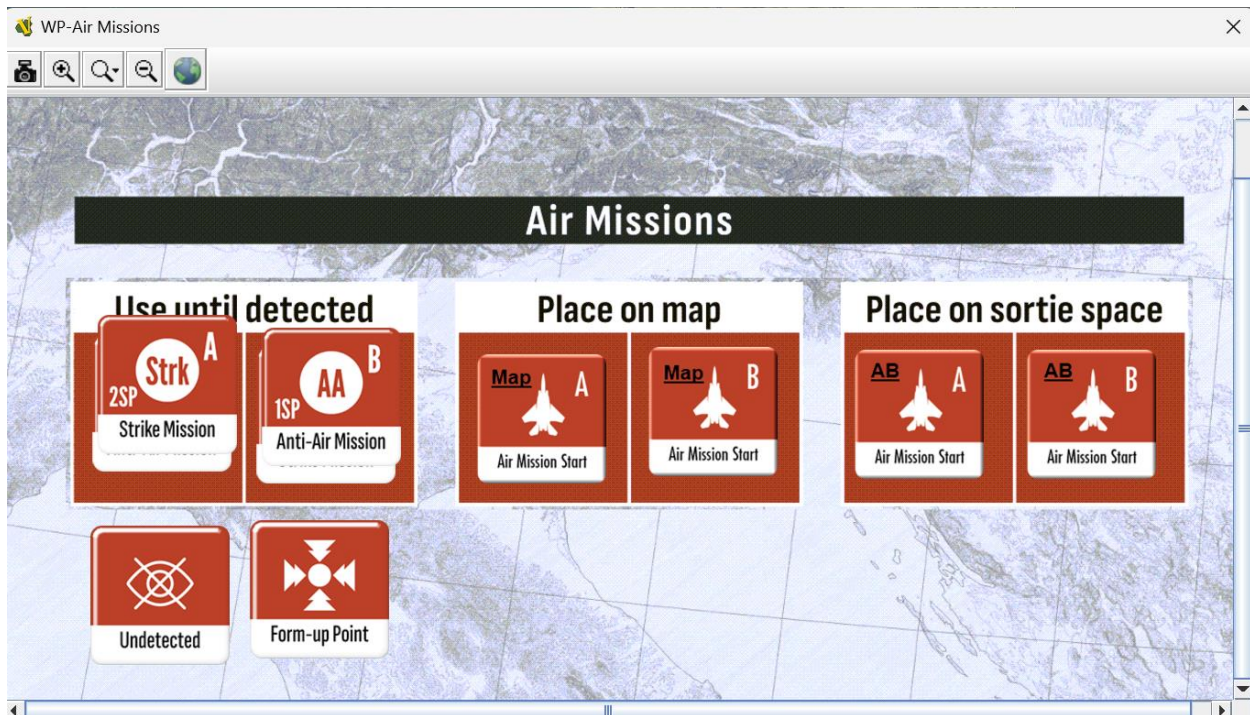 WP-Air Missions
Air Missions
Use until detected
Place on map
Place on sortie space
Strk A
2SP
Strike Mission
AA B
1SP
Anti-Air Mission
Map A
Air Mission Start
Map B
Air Mission Start
AB A
Air Mission Start
AB B
Air Mission Start
Undetected
Form-up Point